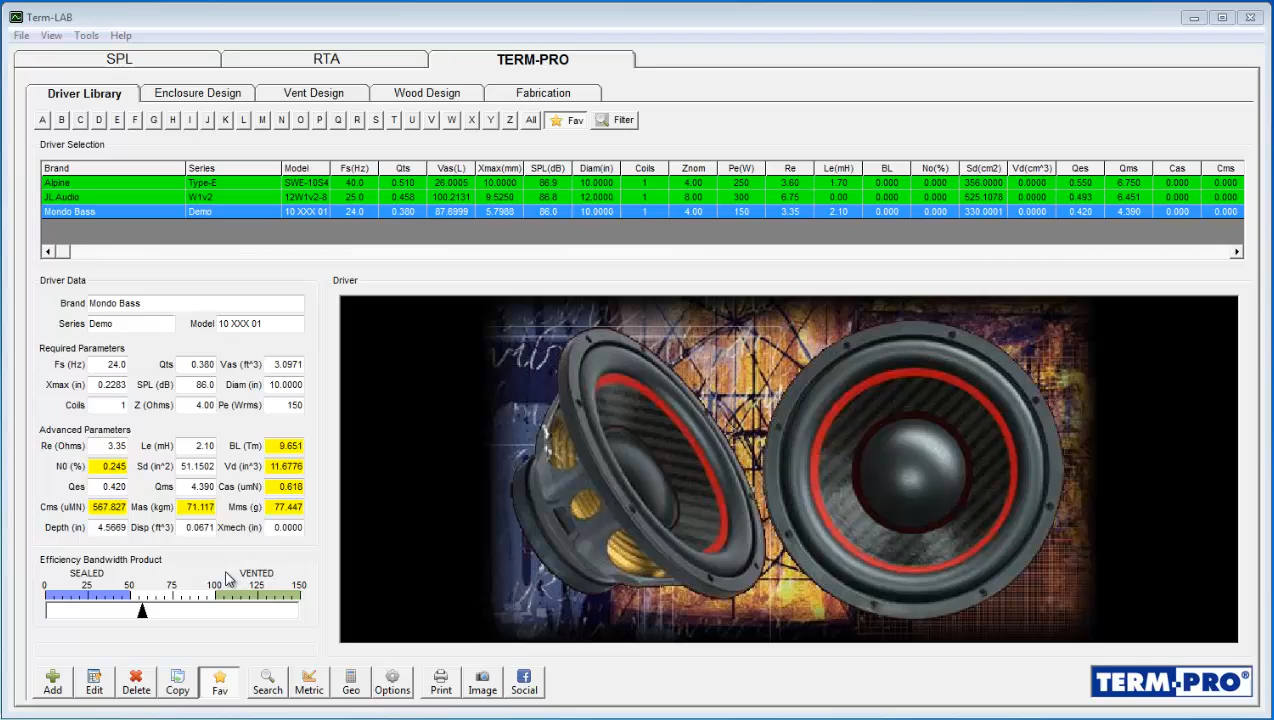 Term-LAB
File View Tools Help
SPL RTA TERM-PRO
Driver Library Enclosure Design Vent Design Wood Design Fabrication
A B C D E F G H I J K L M N O P Q R S T U V W X Y Z All Fav Filter
Driver Selection
Brand Series Model Fs(Hz) Qts Vas(L) Xmax(mm) SPL(dB) Diam(in) Coils Znom Pe(W) Re Le(mH) BL No(%) Sd(cm2) Vd(cm^3) Qes Qms Cas Cms
Alpine Type-E SWE-10S4 40.0 0.510 26.0005 10.0000 86.9 10.0000 1 4.00 250 3.60 1.70 0.000 0.000 356.0000 0.0000 0.550 6.750 0.000 0.000
JL Audio W1v2 12W1v2-8 25.0 0.458 100.2131 9.5250 86.8 12.0000 1 8.00 300 6.75 0.00 0.000 0.000 525.1078 0.0000 0.493 6.451 0.000 0.000
Mondo Bass Demo 10 XXX 01 24.0 0.380 87.6999 5.7988 86.0 10.0000 1 4.00 150 3.35 2.10 0.000 0.000 330.0001 0.0000 0.420 4.390 0.000 0.000
Driver Data Driver
Brand Mondo Bass
Series Demo Model 10 XXX 01
Required Parameters
Fs (Hz) 24.0 Qts 0.380 Vas (ft^3) 3.0971
Xmax (in) 0.2283 SPL (dB) 86.0 Diam (in) 10.0000
Coils 1 Z (Ohms) 4.00 Pe (Wrms) 150
Advanced Parameters
Re (Ohms) 3.35 Le (mH) 2.10 BL (Tm) 9.651
N0 (%) 0.245 Sd (in^2) 51.1502 Vd (in^3) 11.6776
Qes 0.420 Qms 4.390 Cas (umN) 0.618
Cms (uMN) 567.827 Mas (kgm) 71.117 Mms (g) 77.447
Depth (in) 4.5669 Disp (ft^3) 0.0671 Xmech (in) 0.0000
Efficiency Bandwidth Product
SEALED VENTED
0 25 50 75 100 125 150
Add Edit Delete Copy Fav Search Metric Geo Options Print Image Social
TERM-PRO®